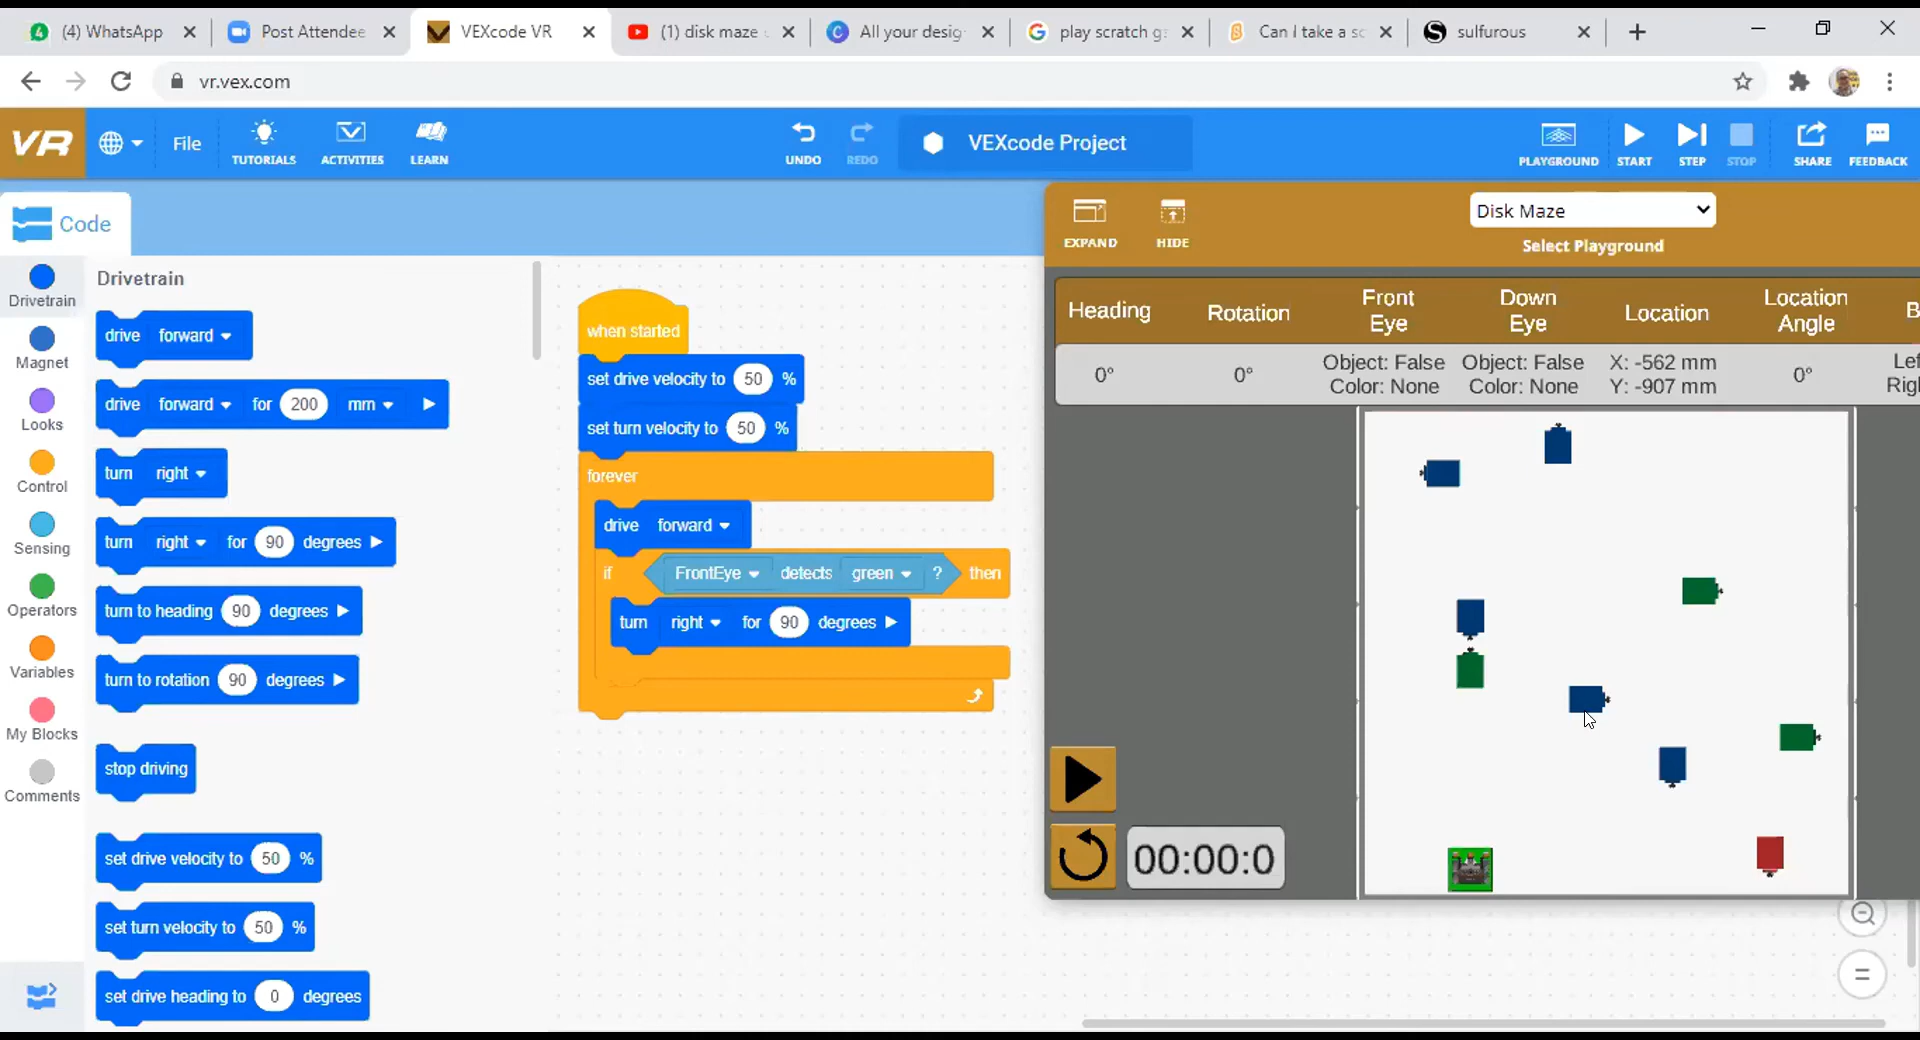 (4) WhatsApp
Post Attendee
VEXcode VR
(1) disk maze
All your desig
play scratch g
Can I take a sc
sulfurous
vr.vex.com
VR
File
TUTORIALS
ACTIVITIES
LEARN
UNDO
REDO
VEXcode Project
PLAYGROUND
START
STEP
STOP
SHARE
FEEDBACK
Code
EXPAND
HIDE
Disk Maze
Select Playground
Drivetrain
Magnet
Looks
Control
Sensing
Operators
Variables
My Blocks
Comments
Drivetrain
drive forward
drive forward for 200 mm
turn right
turn right for 90 degrees
turn to heading 90 degrees
turn to rotation 90 degrees
stop driving
set drive velocity to 50 %
set turn velocity to 50 %
set drive heading to 0 degrees
when started
set drive velocity to 50 %
set turn velocity to 50 %
forever
drive forward
if FrontEye detects green ? then
turn right for 90 degrees
Heading
Rotation
Front
Eye
Down
Eye
Location
Location
Angle
B
0°
0°
Object: False
Color: None
Object: False
Color: None
X: -562 mm
Y: -907 mm
0°
Lef
Righ
00:00:0